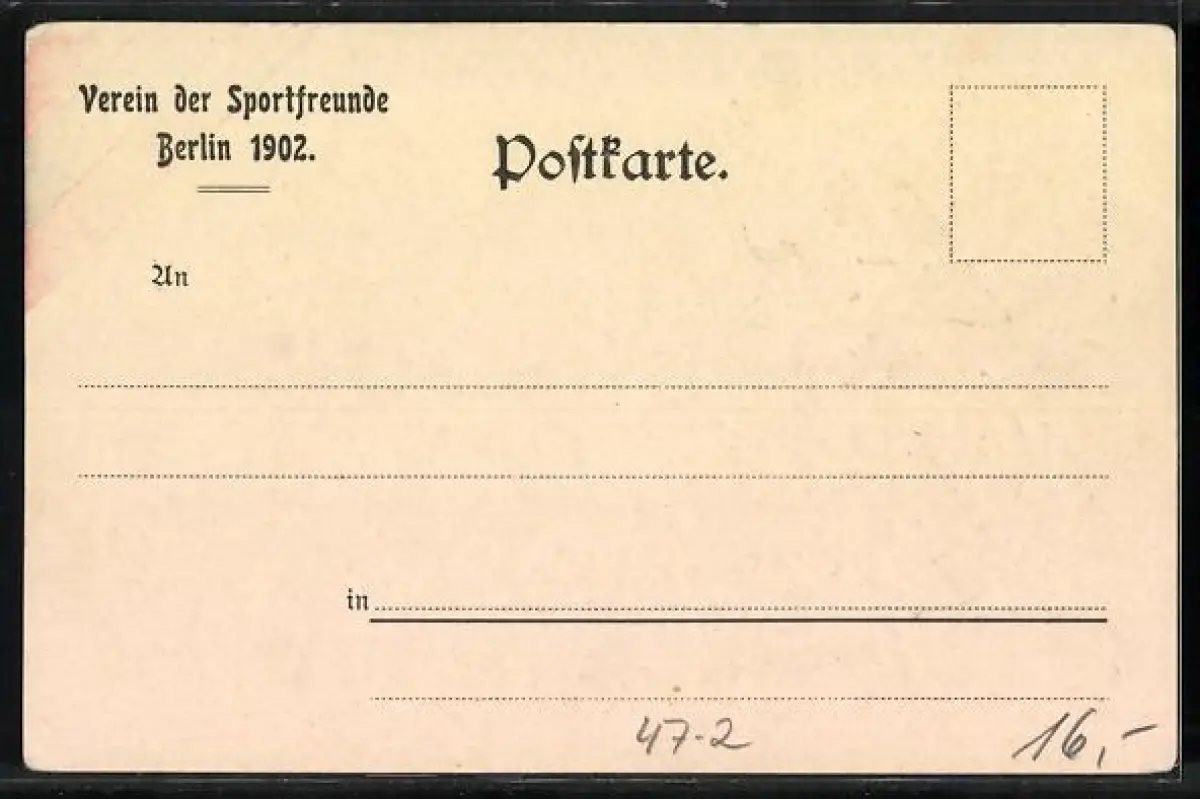 Verein der Sportfreunde
Berlin 1902.
Poſtkarte.
An
in
47-2
16,-